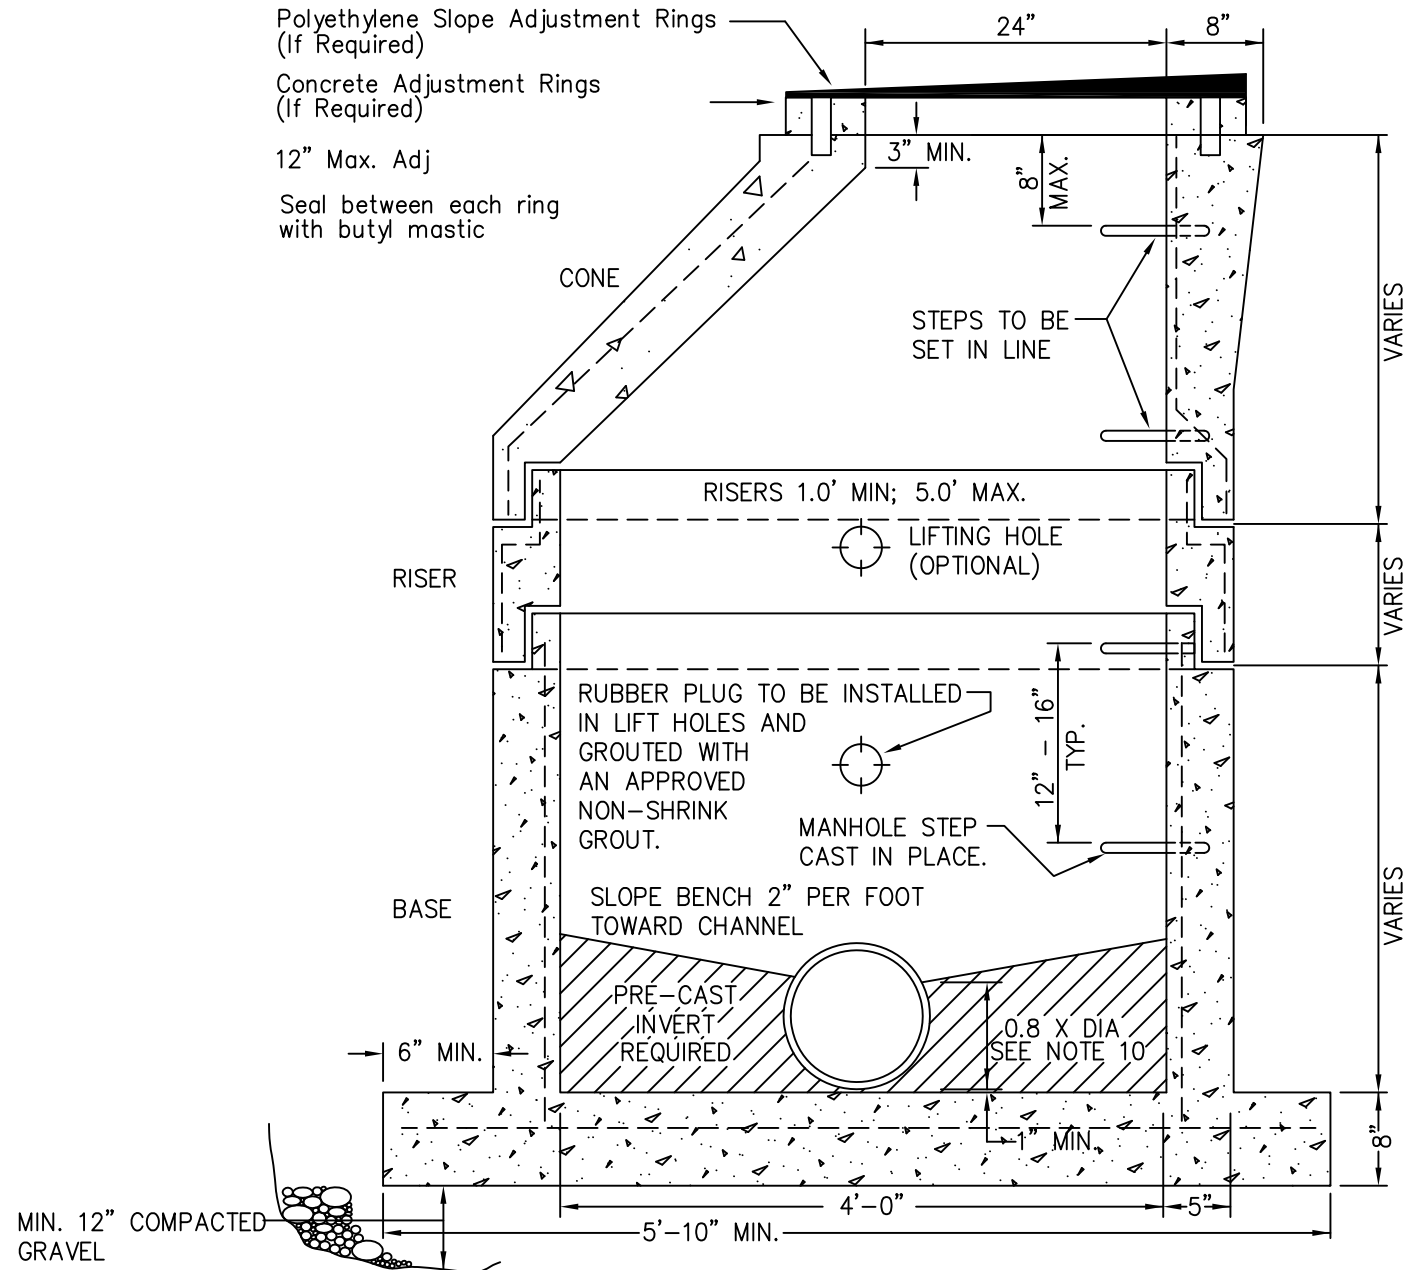 Polyethylene Slope Adjustment Rings
(If Required)
Concrete Adjustment Rings
(If Required)
12" Max. Adj
Seal between each ring
with butyl mastic
24"
8"
3" MIN.
8"
MAX.
CONE
STEPS TO BE
SET IN LINE
VARIES
RISERS 1.0' MIN; 5.0' MAX.
LIFTING HOLE
(OPTIONAL)
RISER
VARIES
RUBBER PLUG TO BE INSTALLED
IN LIFT HOLES AND
GROUTED WITH
AN APPROVED
NON-SHRINK
GROUT.
12" - 16"
TYP.
MANHOLE STEP
CAST IN PLACE.
BASE
VARIES
SLOPE BENCH 2" PER FOOT
TOWARD CHANNEL
PRE-CAST
INVERT
REQUIRED
0.8 X DIA
SEE NOTE 10
6" MIN.
1" MIN.
8"
4'-0"
5"
5'-10" MIN.
MIN. 12" COMPACTED
GRAVEL